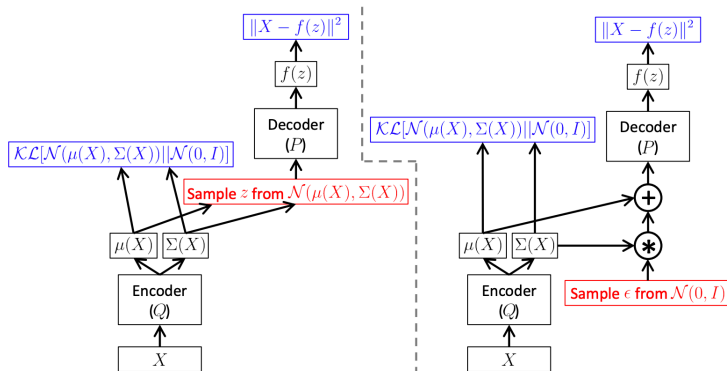 ‖X − f(z)‖²
f(z)
Decoder
(P)
𝒦ℒ[𝒩(μ(X), Σ(X))||𝒩(0, I)]
Sample z from 𝒩(μ(X), Σ(X))
μ(X)
Σ(X)
Encoder
(Q)
X
‖X − f(z)‖²
f(z)
Decoder
(P)
𝒦ℒ[𝒩(μ(X), Σ(X))||𝒩(0, I)]
+
μ(X)
Σ(X)
*
Encoder
(Q)
Sample ϵ from 𝒩(0, I)
X